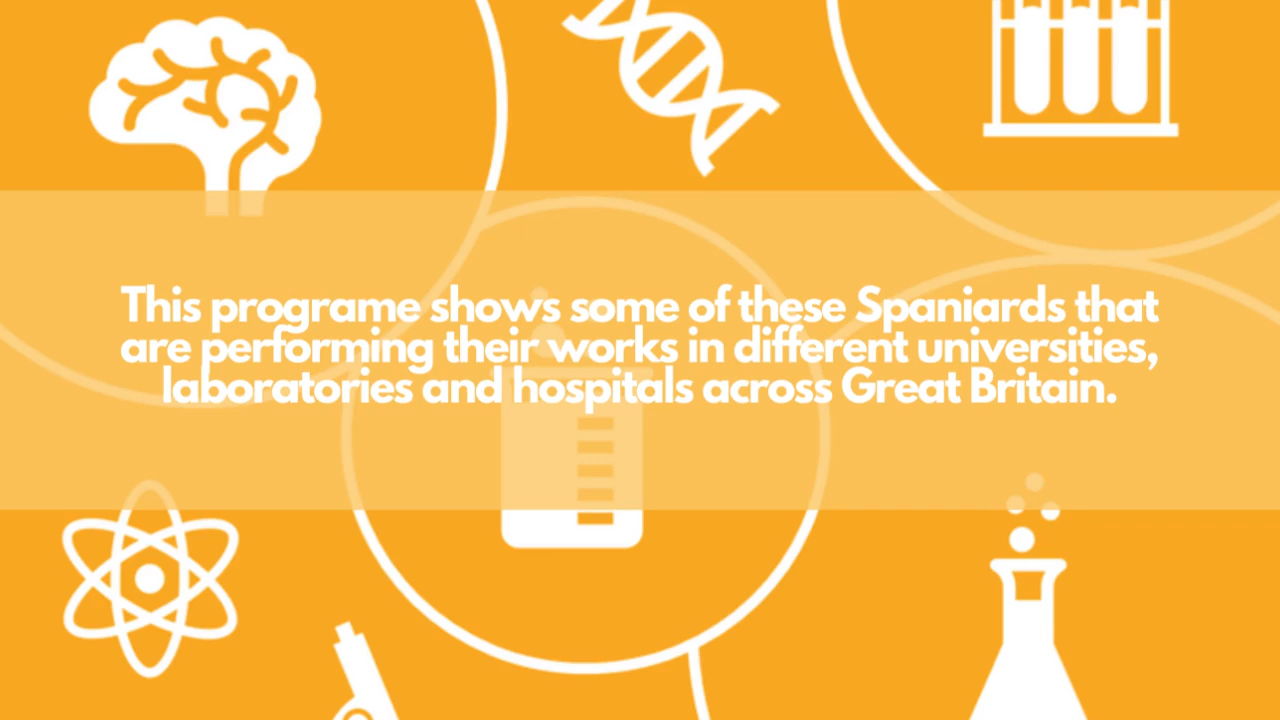 This programe shows some of these Spaniards that
are performing their works in different universities,
laboratories and hospitals across Great Britain.